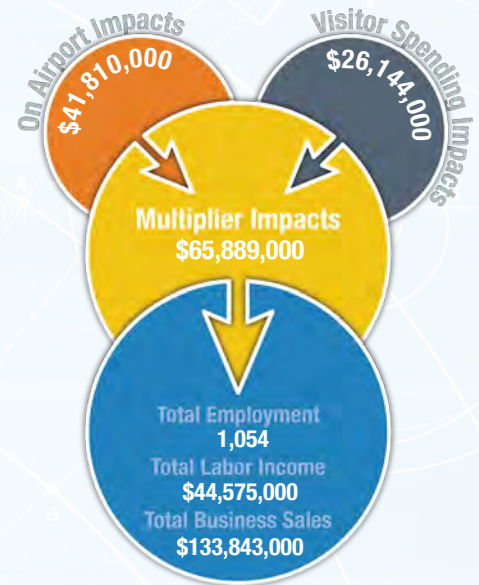 On Airport Impacts
$41,810,000
Visitor Spending Impacts
$26,144,000
Multiplier Impacts
$65,889,000
Total Employment
1,054
Total Labor Income
$44,575,000
Total Business Sales
$133,843,000